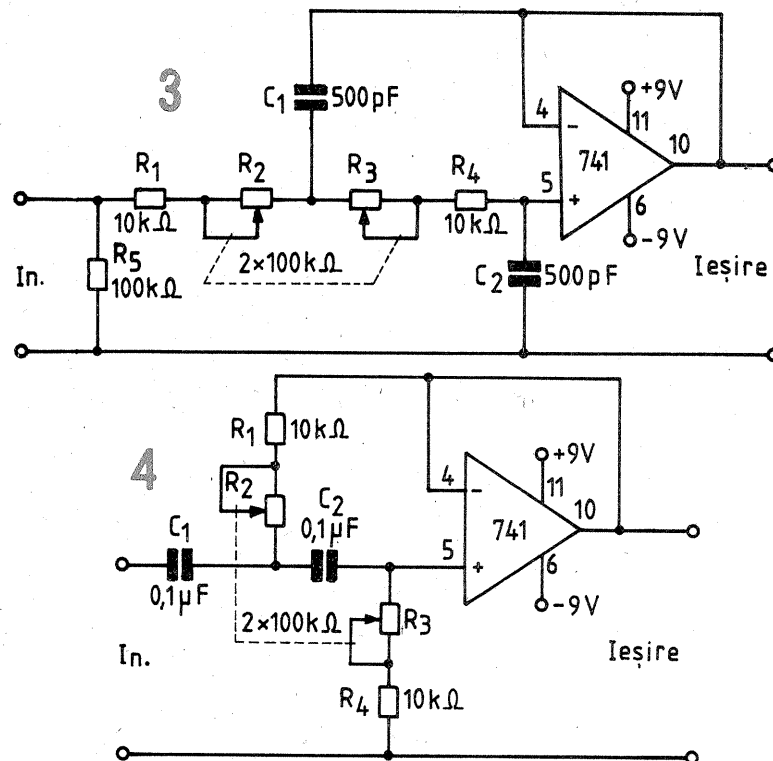 3
C1 500pF
+9V
4
11
10
-
741
R1
R2
R3
R4
5
+
6
10kΩ
10kΩ
-9V
In.
R5
100kΩ
2×100kΩ
C2
500pF
Ieșire
4
R1
10kΩ
+9V
R2
4
11
10
-
741
C1
C2
0,1µF
5
+
6
0,1µF
-9V
2×100kΩ
R3
In.
Ieșire
R4
10kΩ